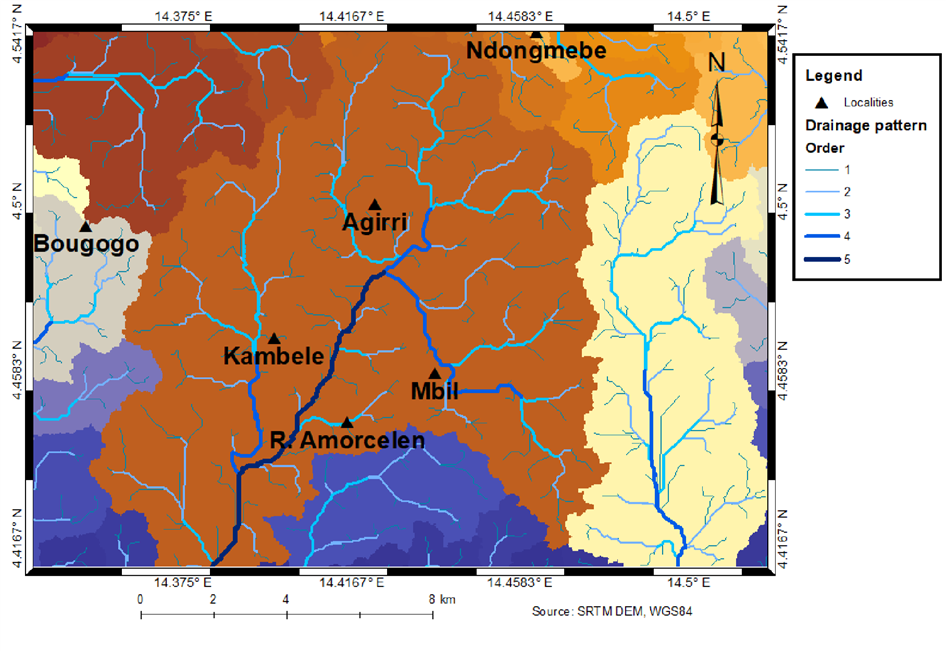 14.375° E
14.4167° E
14.4583° E
14.5° E
4.5417° N
4.5417° N
Ndongmebe
N
Legend
Localities
Drainage pattern
Order
1
2
3
4
5
4.5° N
4.5° N
Agirri
Bougogo
Kambele
4.4583° N
4.4583° N
Mbil
R. Amorcelen
4.4167° N
4.4167° N
14.375° E
14.4167° E
14.4583° E
14.5° E
0 2 4 8 km
Source: SRTM DEM, WGS84